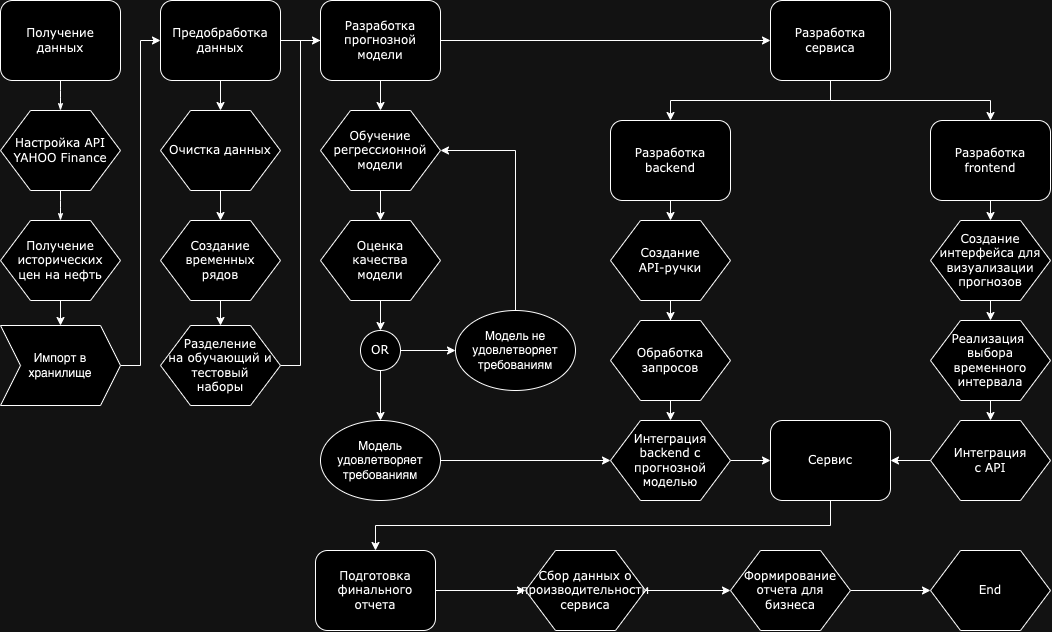 Получение
данных
Предобработка
данных
Разработка
прогнозной
модели
Разработка
сервиса
Настройка API
YAHOO Finance
Очистка данных
Обучение
регрессионной
модели
Разработка
backend
Разработка
frontend
Получение
исторических
цен на нефть
Создание
временных
рядов
Оценка
качества
модели
Создание
API-ручки
Создание
интерфейса для
визуализации
прогнозов
Импорт в
хранилище
Разделение
на обучающий и
тестовый
наборы
OR
Модель не
удовлетворяет
требованиям
Обработка
запросов
Реализация
выбора
временного
интервала
Модель
удовлетворяет
требованиям
Интеграция
backend с
прогнозной
моделью
Сервис
Интеграция
с API
Подготовка
финального
отчета
Сбор данных о
производительности
сервиса
Формирование
отчета для
бизнеса
End